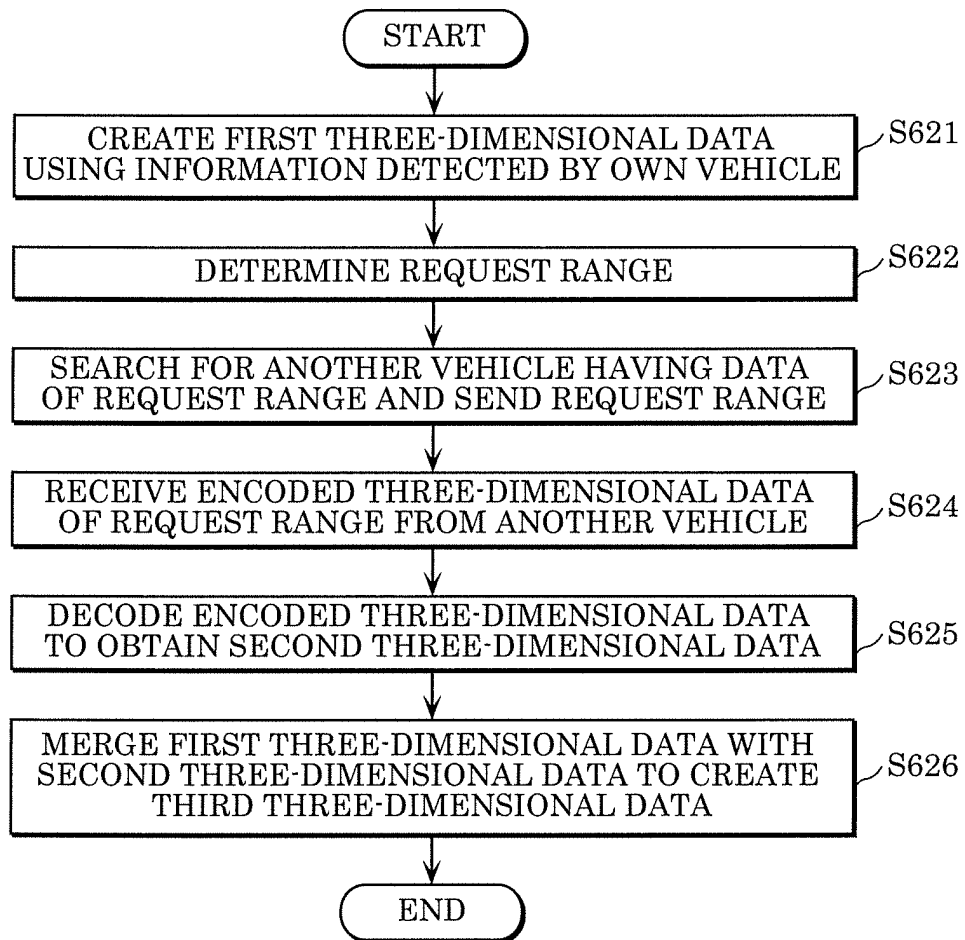 START
CREATE FIRST THREE-DIMENSIONAL DATA
USING INFORMATION DETECTED BY OWN VEHICLE
S621
DETERMINE REQUEST RANGE
S622
SEARCH FOR ANOTHER VEHICLE HAVING DATA
OF REQUEST RANGE AND SEND REQUEST RANGE
S623
RECEIVE ENCODED THREE-DIMENSIONAL DATA
OF REQUEST RANGE FROM ANOTHER VEHICLE
S624
DECODE ENCODED THREE-DIMENSIONAL DATA
TO OBTAIN SECOND THREE-DIMENSIONAL DATA
S625
MERGE FIRST THREE-DIMENSIONAL DATA WITH
SECOND THREE-DIMENSIONAL DATA TO CREATE
THIRD THREE-DIMENSIONAL DATA
S626
END